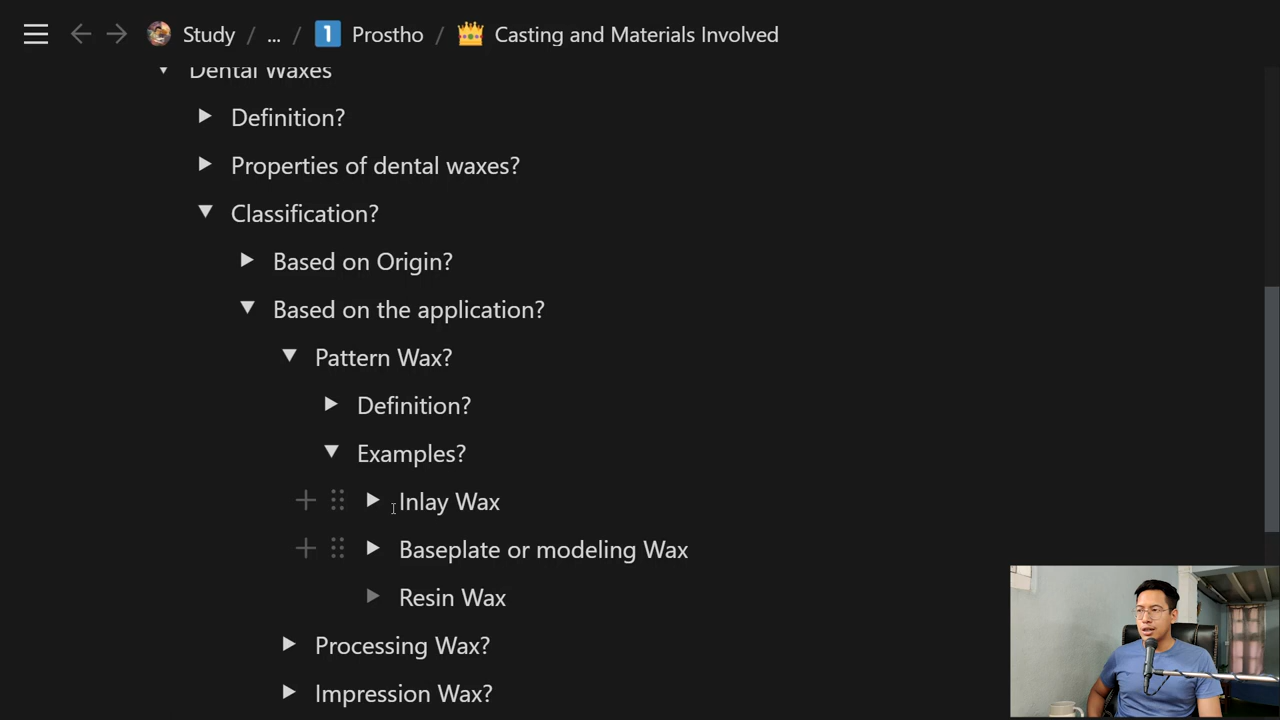 Study / ... / 1 Prostho / Casting and Materials Involved
Dental Waxes
Definition?
Properties of dental waxes?
Classification?
Based on Origin?
Based on the application?
Pattern Wax?
Definition?
Examples?
Inlay Wax
Baseplate or modeling Wax
Resin Wax
Processing Wax?
Impression Wax?